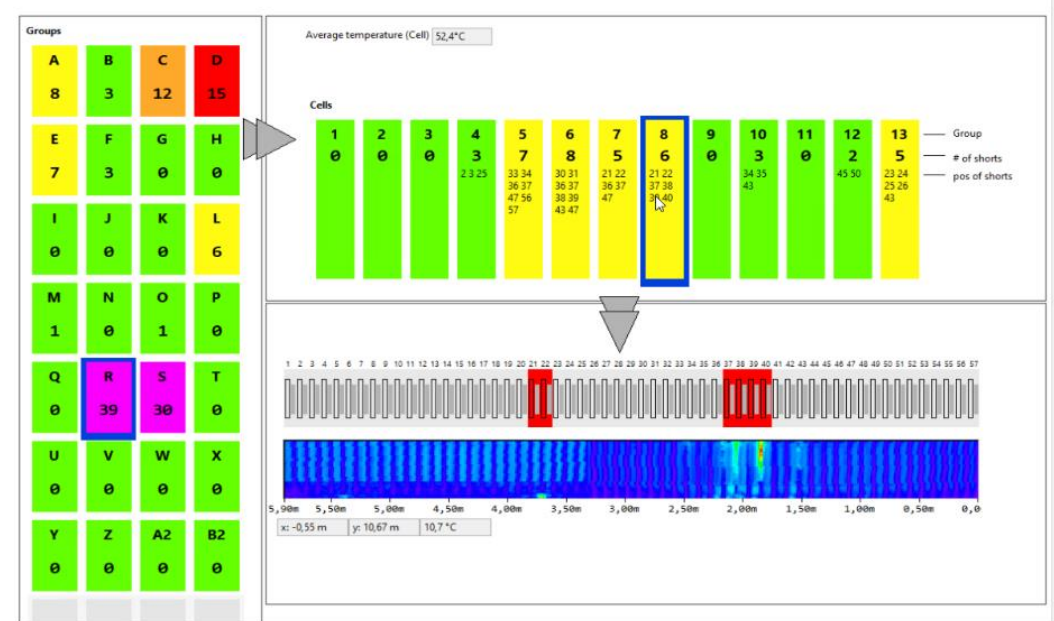 Groups
A B C D
8 3 12 15
E F G H
7 3 0 0
I J K L
0 0 0 6
M N O P
1 0 1 0
Q R S T
0 39 30 0
U V W X
0 0 0 0
Y Z A2 B2
0 0 0 0
Average temperature (Cell) 52,4°C
Cells
1 2 3 4 5 6 7 8 9 10 11 12 13 Group
0 0 0 3 7 8 5 6 0 3 0 2 5 # of shorts
2 3 25 33 34 30 31 21 22 21 22 34 35 45 50 23 24 pos of shorts
36 37 36 37 36 37 37 38 43 25 26
47 56 38 39 47 39 40 43
57 43 47
1 2 3 4 5 6 7 8 9 10 11 12 13 14 15 16 17 18 19 20 21 22 23 24 25 26 27 28 29 30 31 32 33 34 35 36 37 38 39 40 41 42 43 44 45 46 47 48 49 50 51 52 53 54 55 56 57
5,90m 5,50m 5,00m 4,50m 4,00m 3,50m 3,00m 2,50m 2,00m 1,50m 1,00m 0,50m 0,0
x: -0,55 m y: 10,67 m 10,7 °C